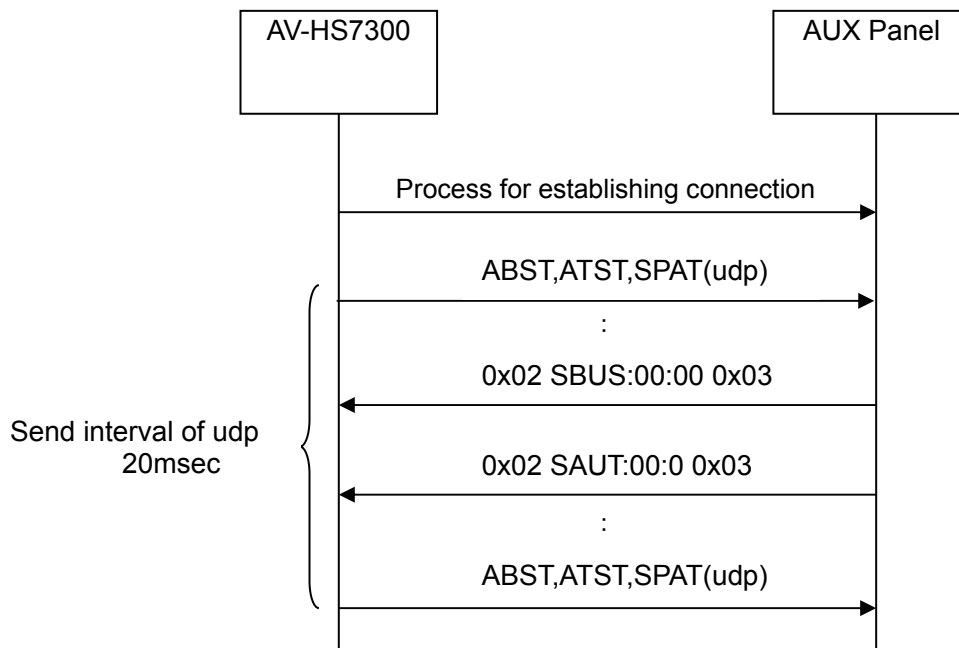 AV-HS7300
AUX Panel
Process for establishing connection
ABST,ATST,SPAT(udp)
:
0x02 SBUS:00:00 0x03
Send interval of udp
20msec
0x02 SAUT:00:0 0x03
:
ABST,ATST,SPAT(udp)